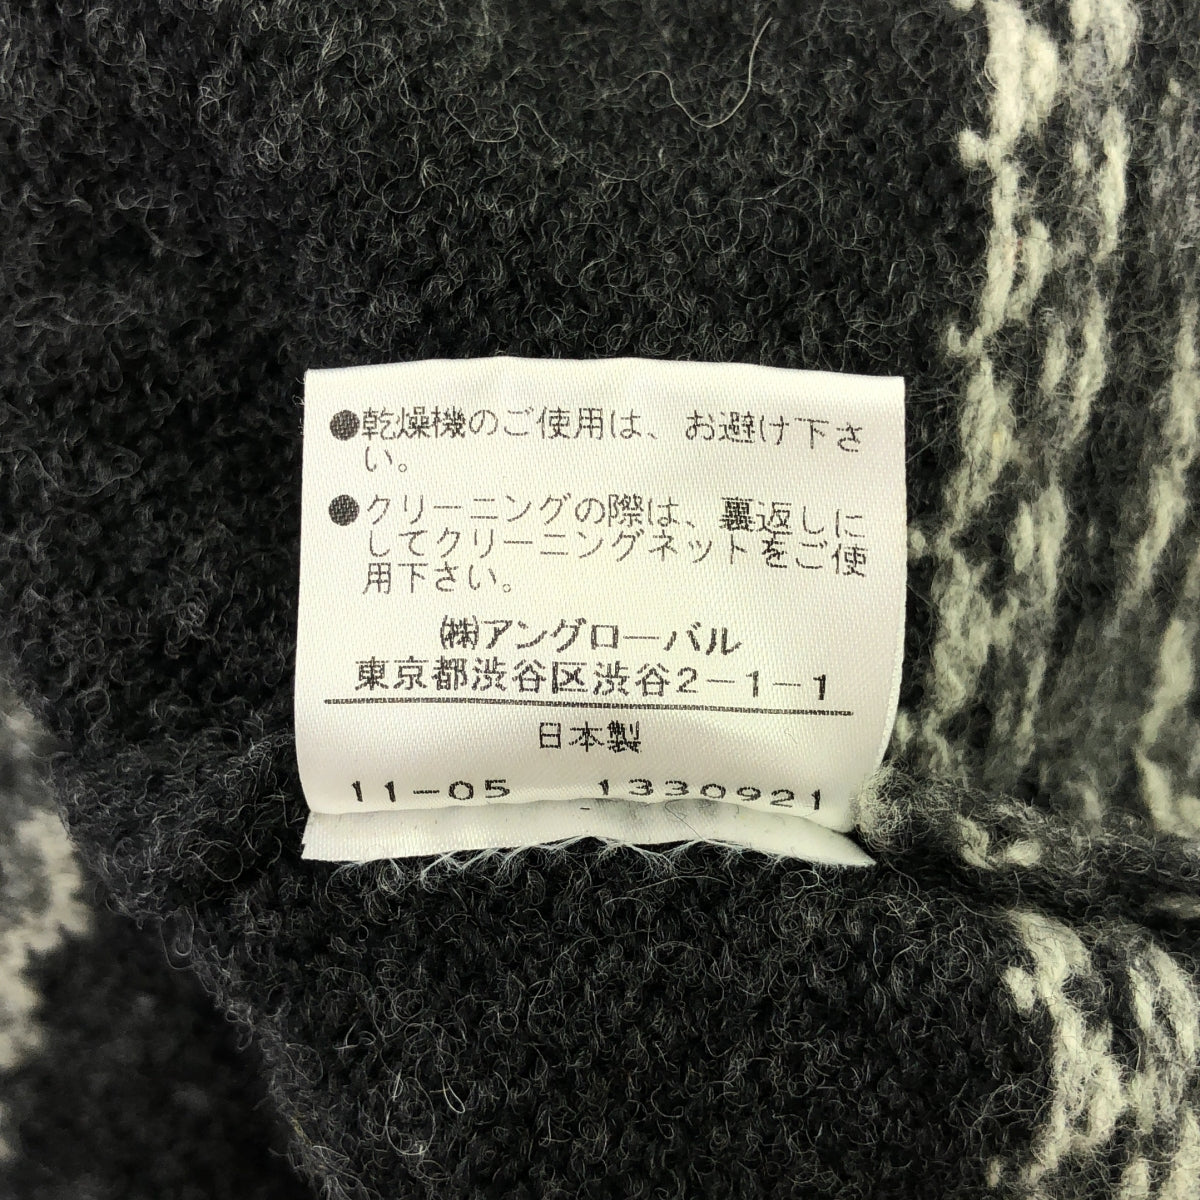 ●乾燥機のご使用は、お避け下さ
い。
●クリーニングの際は、裏返しに
してクリーニングネットをご使
用下さい。
㈱アングローバル
東京都渋谷区渋谷2-1-1
日本製
11-05 1330921